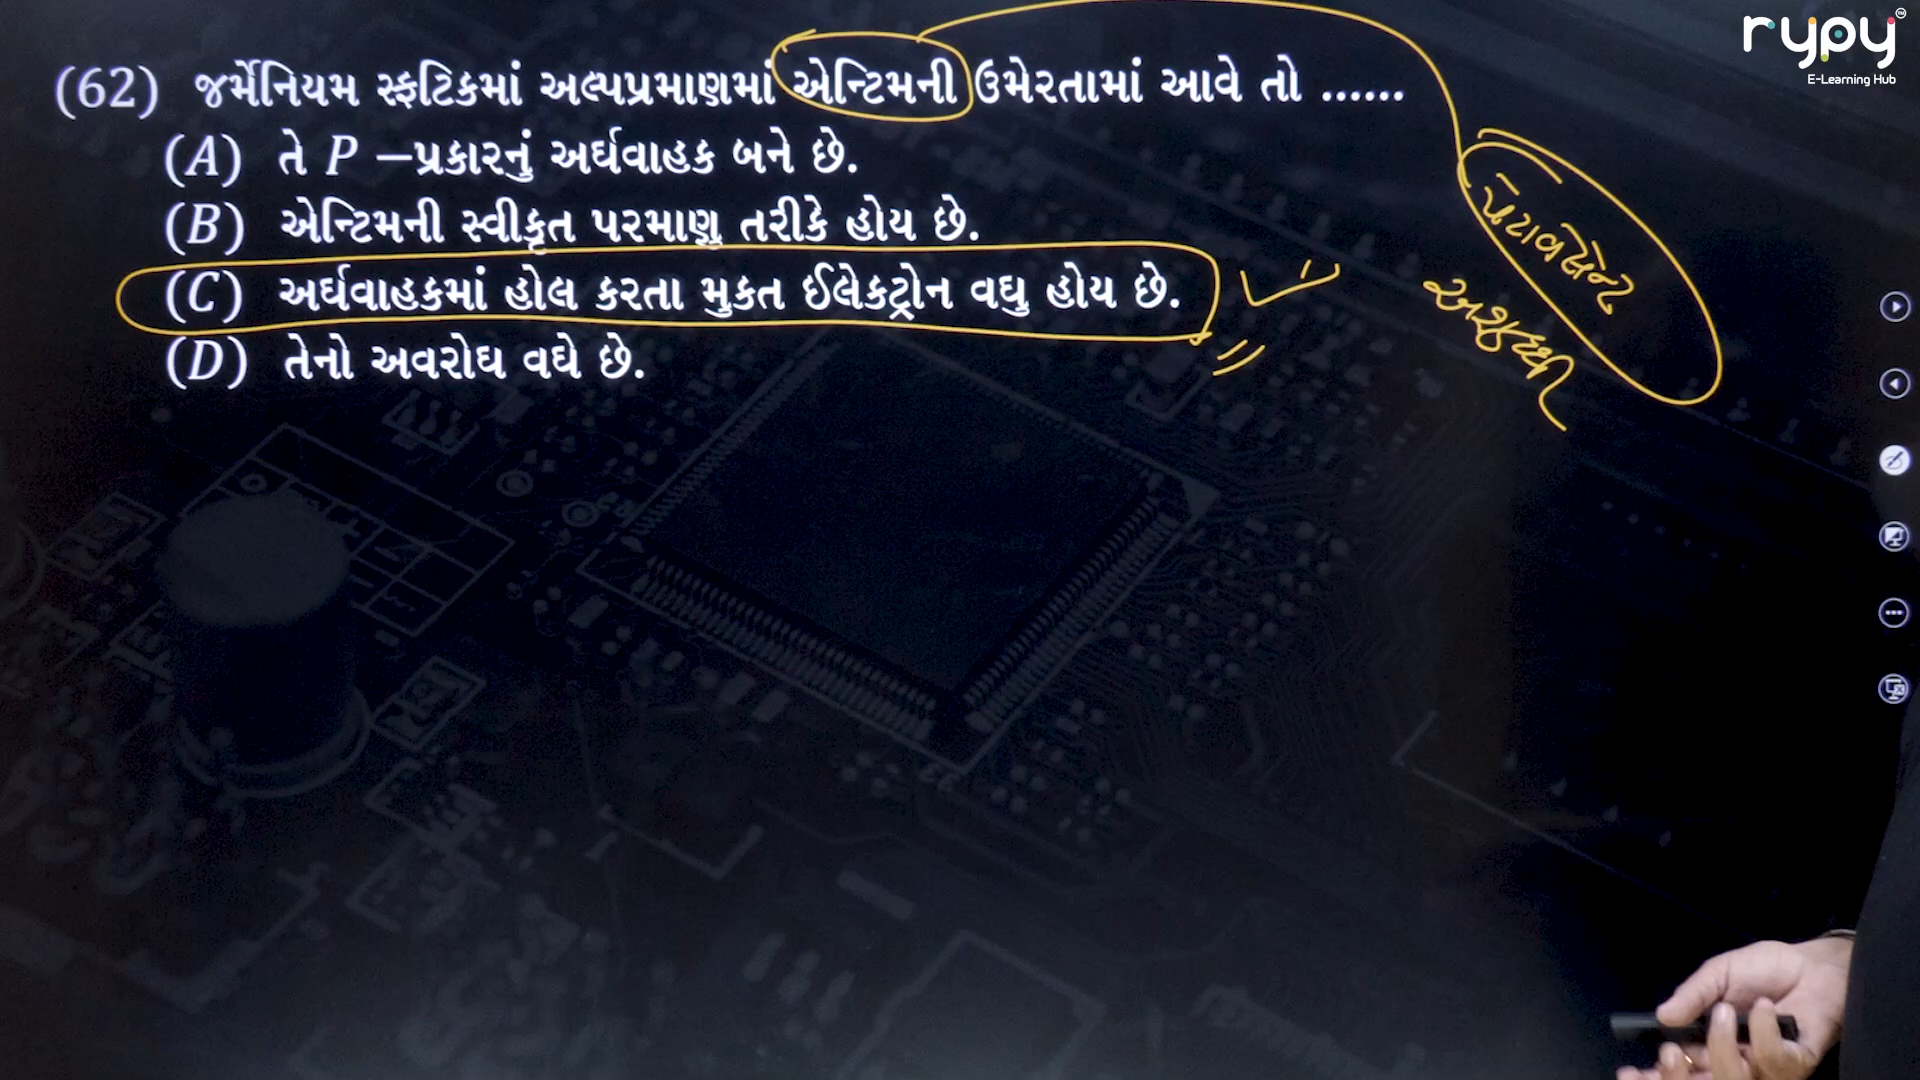 rypy TM
E-Learning Hub
(62) જર્મેનિયમ સ્ફટિકમાં અલ્પપ્રમાણમાં એન્ટિમની ઉમેરતામાં આવે તો ......
(A) તે P –પ્રકારનું અર્ધવાહક બને છે.
(B) એન્ટિમની સ્વીકૃત પરમાણુ તરીકે હોય છે.
(C) અર્ધવાહકમાં હોલ કરતા મુકત ઈલેકટ્રોન વધુ હોય છે.
(D) તેનો અવરોધ વધે છે.
પેંટાવલેન્ટ
અશુધ્ધી